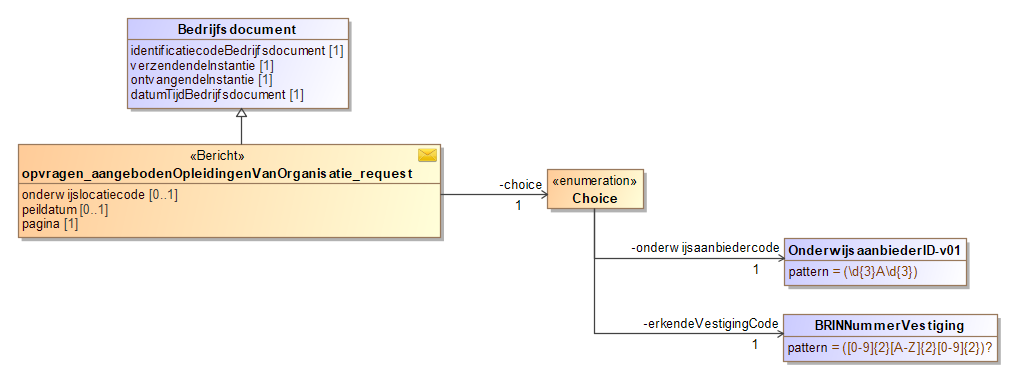 Bedrijfsdocument
identificatiecodeBedrijfsdocument [1]
verzendendeInstantie [1]
ontvangendeInstantie [1]
datumTijdBedrijfsdocument [1]
«Bericht»
opvragen_aangebodenOpleidingenVanOrganisatie_request
onderwijslocatiecode [0..1]
peildatum [0..1]
pagina [1]
-choice
1
«enumeration»
Choice
-onderwijsaanbiedercode
1
OnderwijsaanbiederID-v01
pattern = (\d{3}A\d{3})
-erkendeVestigingCode
1
BRINNummerVestiging
pattern = ([0-9]{2}[A-Z]{2}[0-9]{2})?